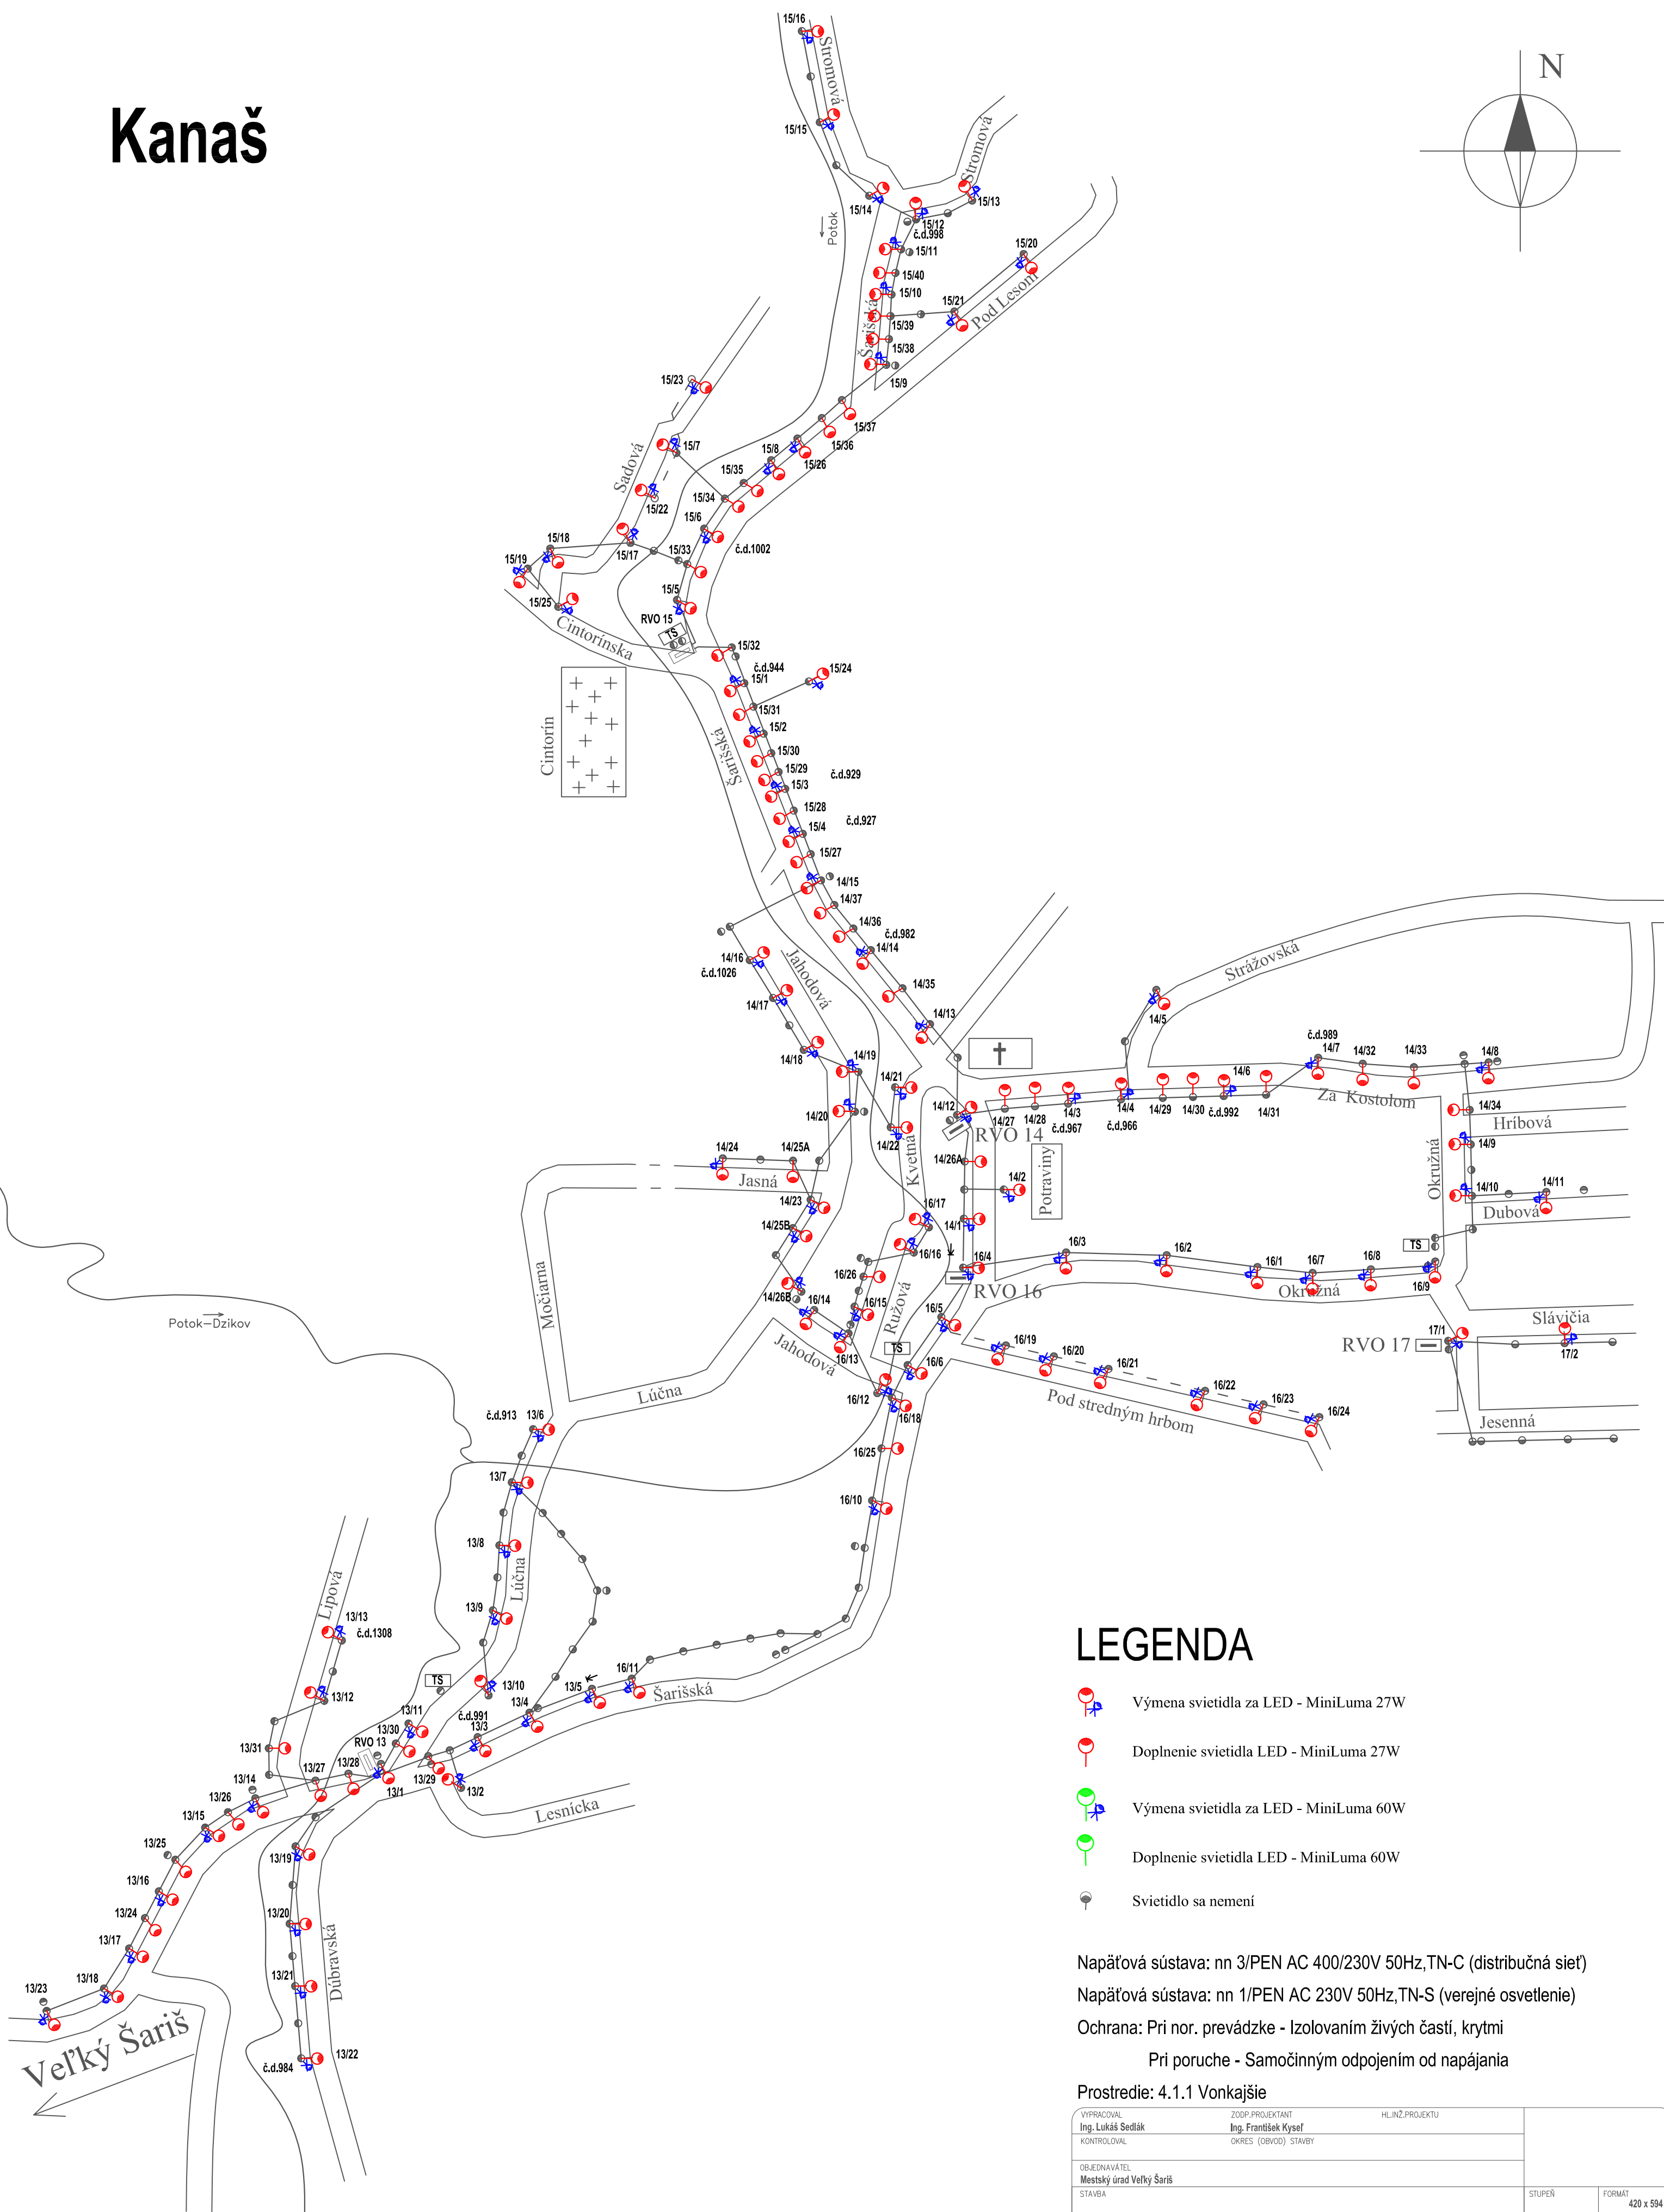 Kanaš
N
15/16
Stromová
15/15
Stromová
15/14
15/13
15/12
č.d.998
Potok
15/11
15/20
15/40
15/10
15/21
Pod Lesom
Šarišská
15/39
15/38
15/9
15/23
15/37
15/7
15/36
15/8
15/26
Sadová
15/35
15/34
15/22
15/6
15/18
15/17
15/33
č.d.1002
15/19
15/5
15/25
RVO 15
TS
Cintorínska
15/32
č.d.944
15/24
15/1
15/31
Cintorín
Šarišská
15/2
15/30
15/29
č.d.929
15/3
15/28
15/4
č.d.927
15/27
14/15
14/37
14/36
č.d.982
14/14
14/16
č.d.1026
Jahodová
Strážovská
14/35
14/17
14/13
14/5
č.d.989
14/18
14/19
14/7
14/32
14/33
14/8
14/21
14/6
14/20
14/12
14/27
14/28
14/3
14/4
14/29
14/30
č.d.992
14/31
Za Kostolom
14/34
č.d.967
č.d.966
Hríbová
RVO 14
14/22
14/9
14/24
14/25A
Kvetná
14/26A
Potraviny
Okružná
Jasná
14/2
14/10
14/11
14/23
Dubová
16/17
14/1
14/25B
TS
16/16
16/4
16/3
16/2
16/1
16/7
16/8
16/9
16/26
RVO 16
Okružná
14/26B
16/14
16/15
Ružová
Močiarna
Potok–Dzikov
16/5
Slávičia
16/13
TS
17/1
RVO 17
17/2
16/19
16/20
16/21
16/6
Jahodová
16/22
16/23
16/24
Lúčna
16/12
16/18
Pod stredným hrbom
Jesenná
č.d.913
13/6
16/25
13/7
16/10
13/8
Lúčna
Lipová
13/9
13/13
č.d.1308
TS
13/10
16/11
13/5
Šarišská
13/12
13/4
13/11
č.d.991
13/30
13/3
RVO 13
13/31
13/27
13/28
13/29
13/1
13/2
13/14
Lesnícka
13/26
13/15
13/25
13/19
13/16
13/24
13/20
13/17
Dúbravská
13/21
13/18
13/23
Veľký Šariš
č.d.984
13/22
LEGENDA
Výmena svietidla za LED - MiniLuma 27W
Doplnenie svietidla LED - MiniLuma 27W
Výmena svietidla za LED - MiniLuma 60W
Doplnenie svietidla LED - MiniLuma 60W
Svietidlo sa nemení
Napäťová sústava: nn 3/PEN AC 400/230V 50Hz,TN-C (distribučná sieť)
Napäťová sústava: nn 1/PEN AC 230V 50Hz,TN-S (verejné osvetlenie)
Ochrana: Pri nor. prevádzke - Izolovaním živých častí, krytmi
Pri poruche - Samočinným odpojením od napájania
Prostredie: 4.1.1 Vonkajšie
VYPRACOVAL
ZODP.PROJEKTANT
HL.INŽ.PROJEKTU
Ing. Lukáš Sedlák
Ing. František Kyseľ
KONTROLOVAL
OKRES (OBVOD) STAVBY
OBJEDNAVÁTEL
Mestský úrad Veľký Šariš
STAVBA
STUPEŇ
FORMÁT
420 x 594